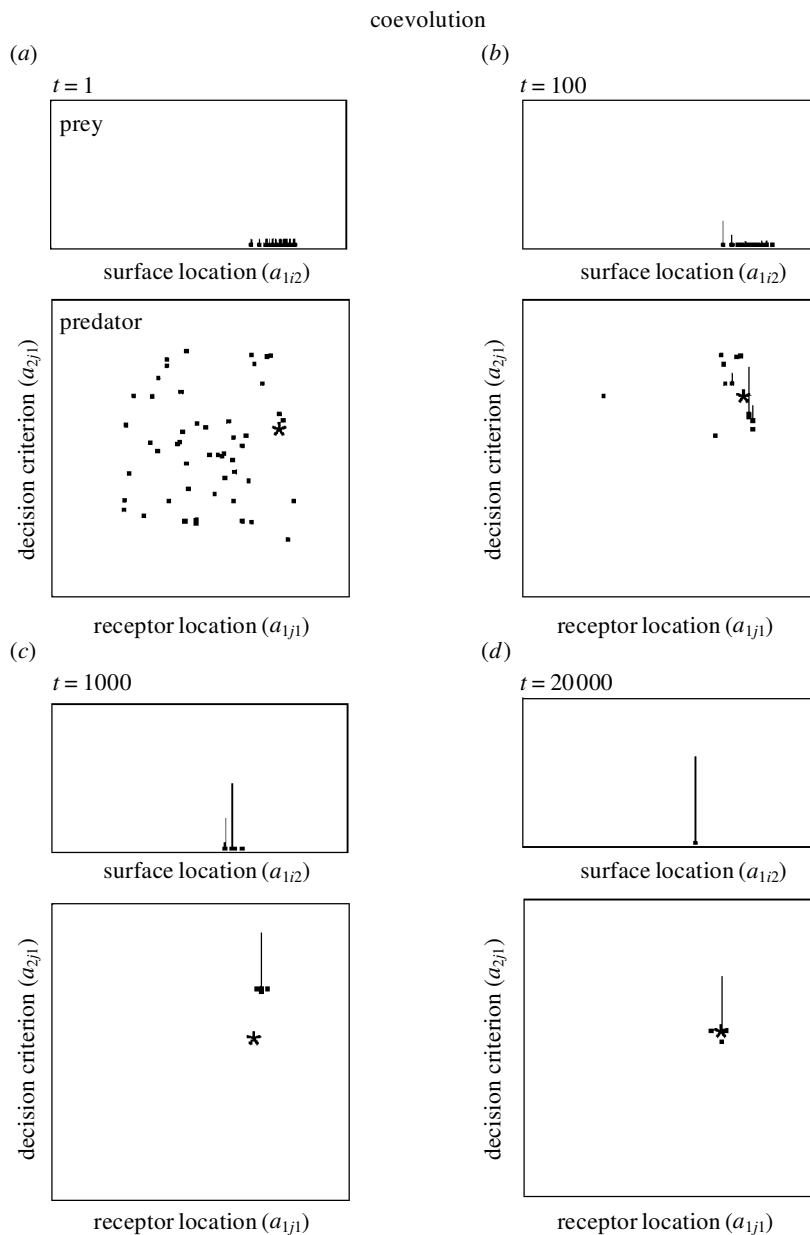 coevolution
(a)
t = 1
prey
surface location (a1i2)
predator
decision criterion (a2j1)
receptor location (a1j1)
(b)
t = 100
surface location (a1i2)
decision criterion (a2j1)
receptor location (a1j1)
(c)
t = 1000
surface location (a1i2)
decision criterion (a2j1)
receptor location (a1j1)
(d)
t = 20000
surface location (a1i2)
decision criterion (a2j1)
receptor location (a1j1)